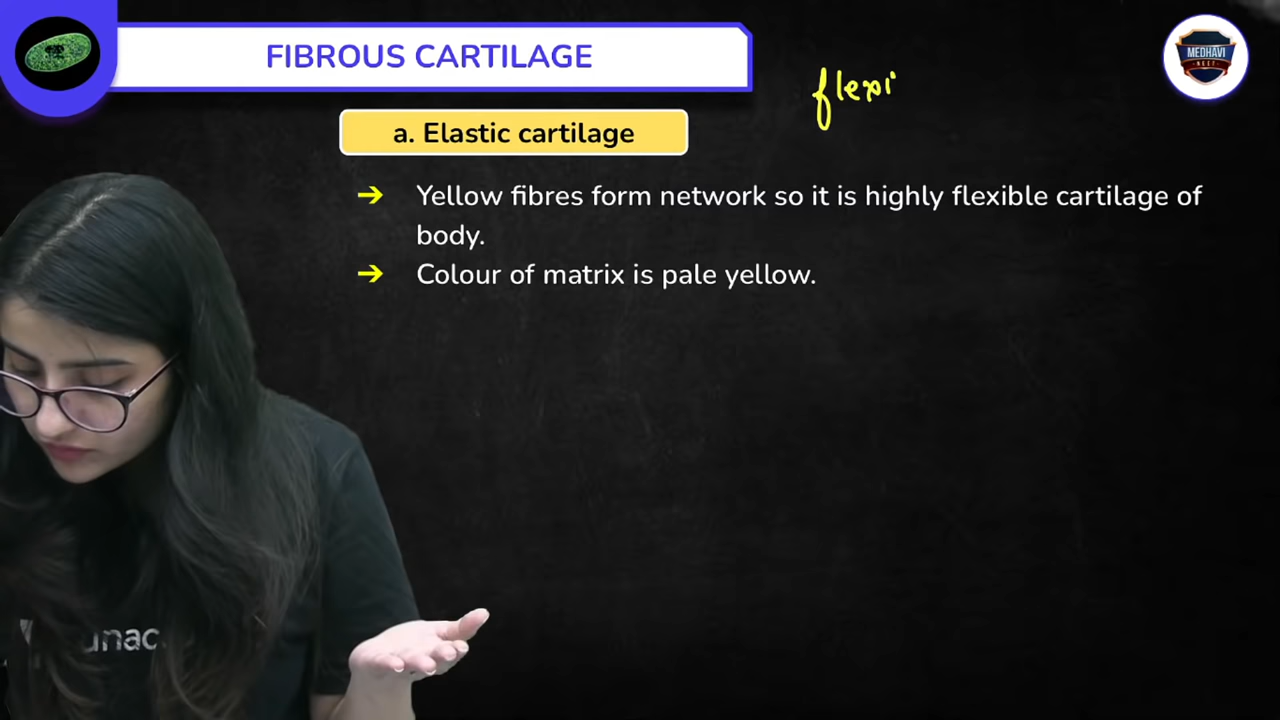 FIBROUS CARTILAGE
MEDHAVI
NEET
flexi
a. Elastic cartilage
→ Yellow fibres form network so it is highly flexible cartilage of
body.
→ Colour of matrix is pale yellow.